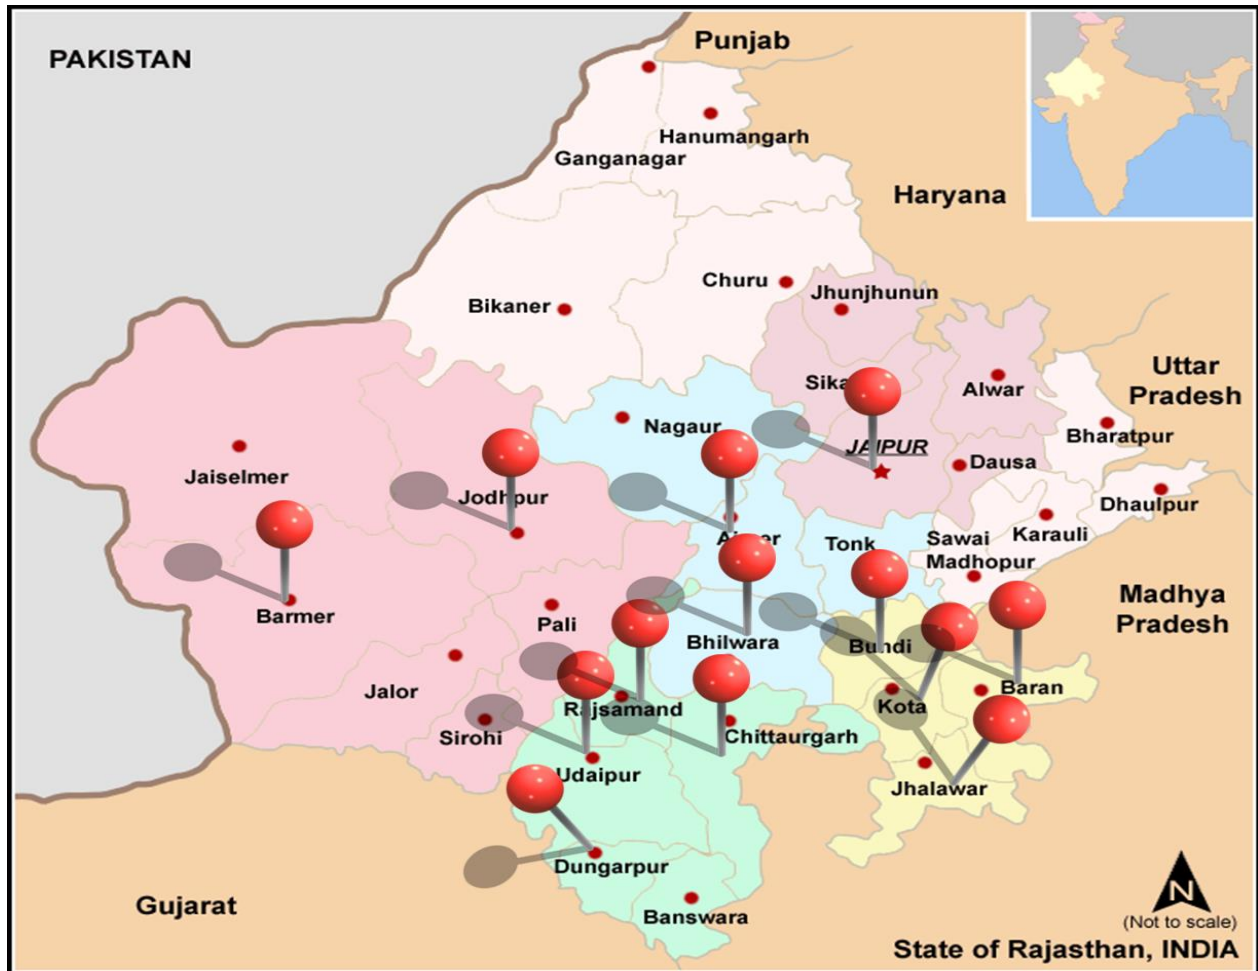 Punjab
PAKISTAN
Hanumangarh
Ganganagar
Haryana
Churu
Jhunjhunun
Bikaner
Uttar
Pradesh
Alwar
Nagaur
Bharatpur
JAIPUR
Dausa
Jaiselmer
Jodhpur
Dhaulpur
Karauli
Sawai
Madhopur
Tonk
Madhya
Pradesh
Barmer
Pali
Bhilwara
Bundi
Baran
Jalor
Rajsamand
Kota
Sirohi
Chittaurgarh
Udaipur
Jhalawar
Dungarpur
Banswara
Gujarat
N
(Not to scale)
State of Rajasthan, INDIA